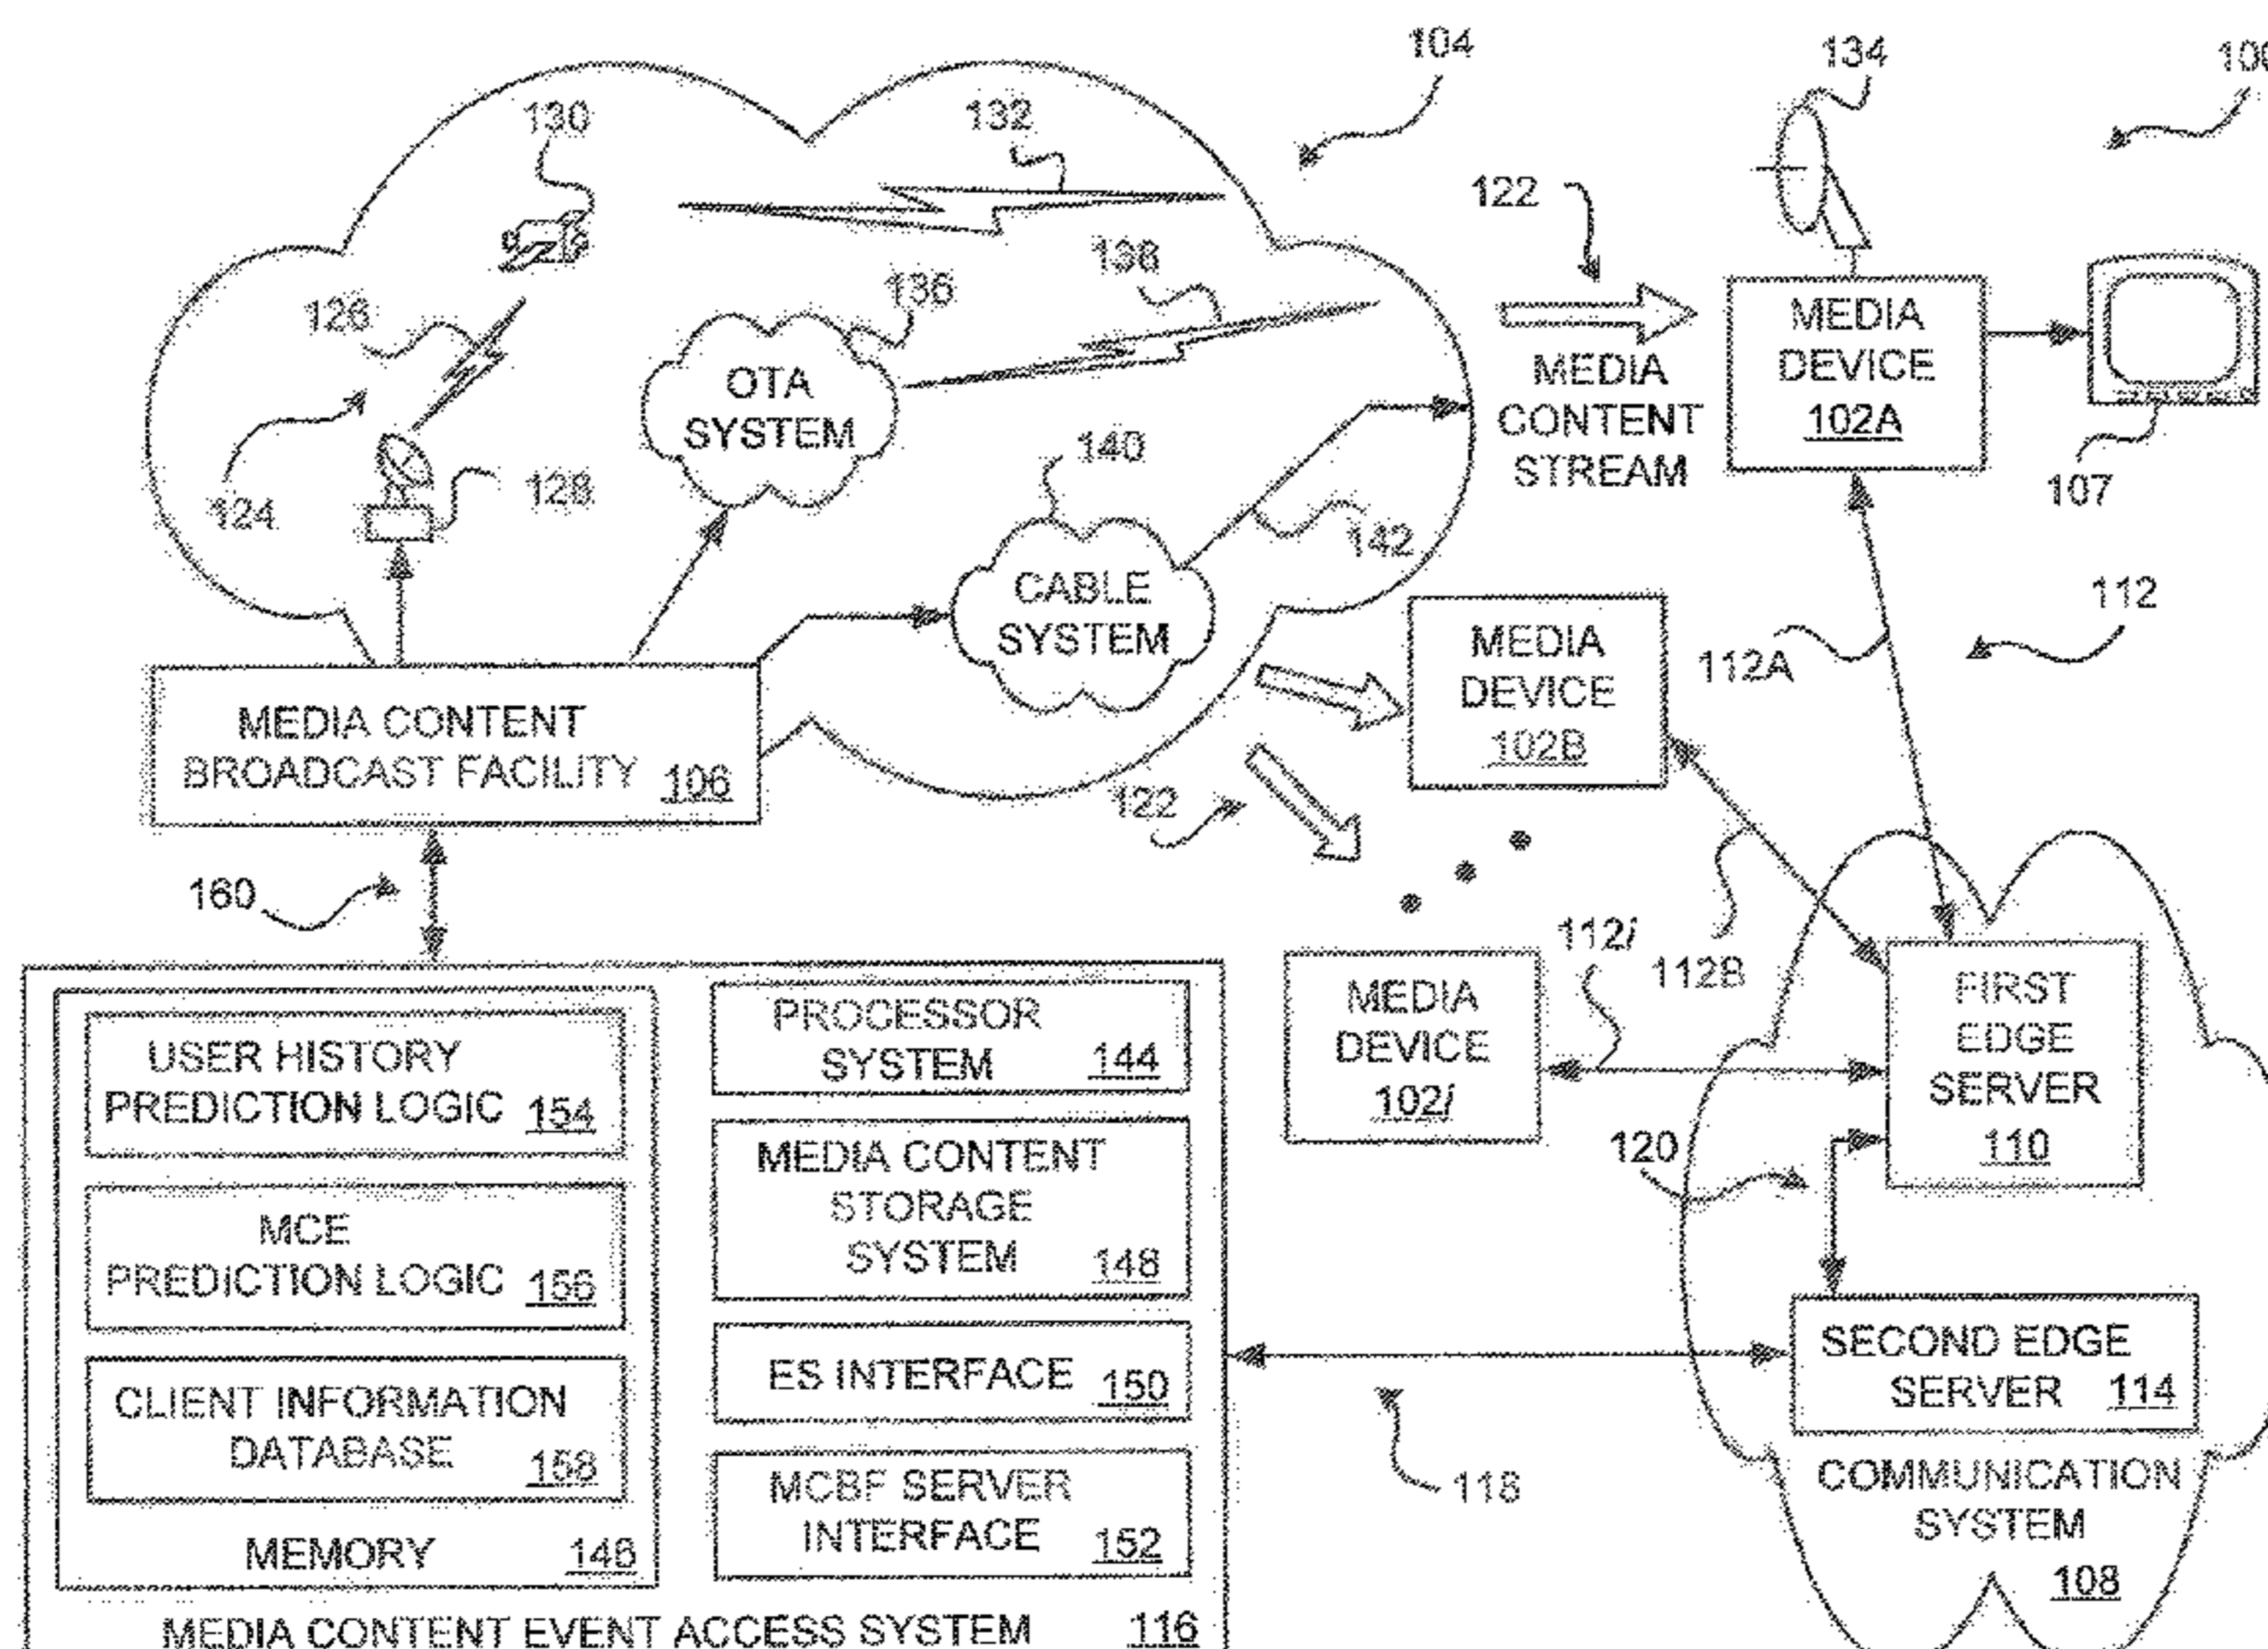 104
134
100
130
132
122
136
138
126
OTA
SYSTEM
MEDIA
CONTENT
STREAM
MEDIA
DEVICE
102A
107
124
128
140
142
CABLE
SYSTEM
112
112A
MEDIA
DEVICE
102B
MEDIA CONTENT
BROADCAST FACILITY 106
122
160
112i
112B
MEDIA
DEVICE
102i
FIRST
EDGE
SERVER
110
120
USER HISTORY
PREDICTION LOGIC 154
MCE
PREDICTION LOGIC 156
CLIENT INFORMATION
DATABASE 158
MEMORY 146
PROCESSOR
SYSTEM 144
MEDIA CONTENT
STORAGE
SYSTEM 148
ES INTERFACE 150
MCBF SERVER
INTERFACE 152
MEDIA CONTENT EVENT ACCESS SYSTEM 116
118
SECOND EDGE
SERVER 114
COMMUNICATION
SYSTEM
108